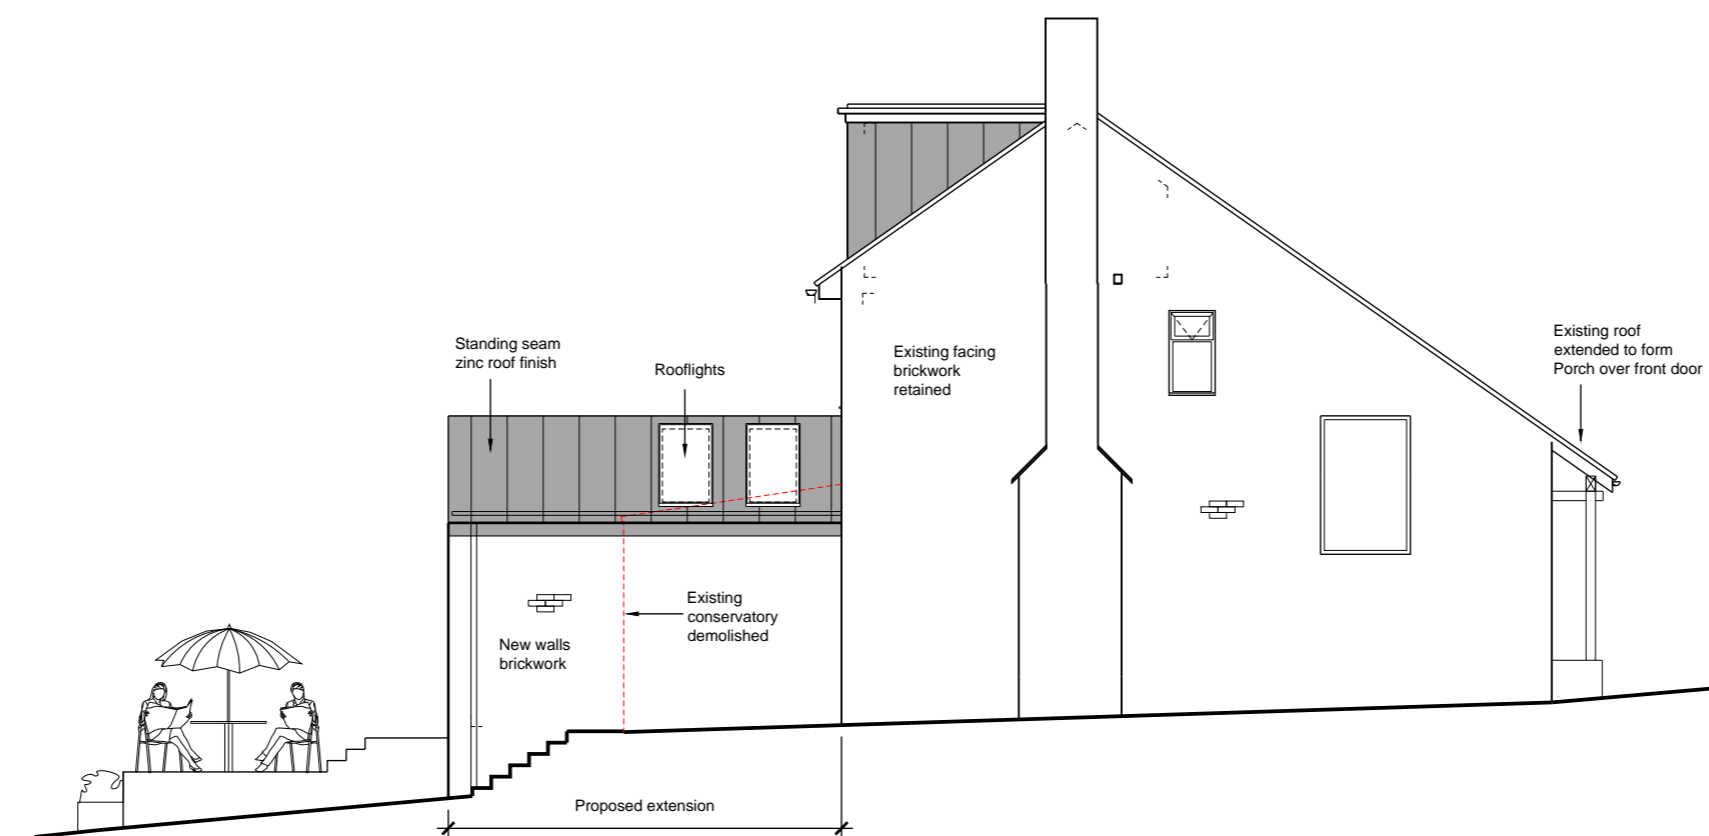 Standing seam
zinc roof finish
Rooflights
Existing facing
brickwork
retained
Existing roof
extended to form
Porch over front door
Existing
conservatory
demolished
New walls
brickwork
Proposed extension